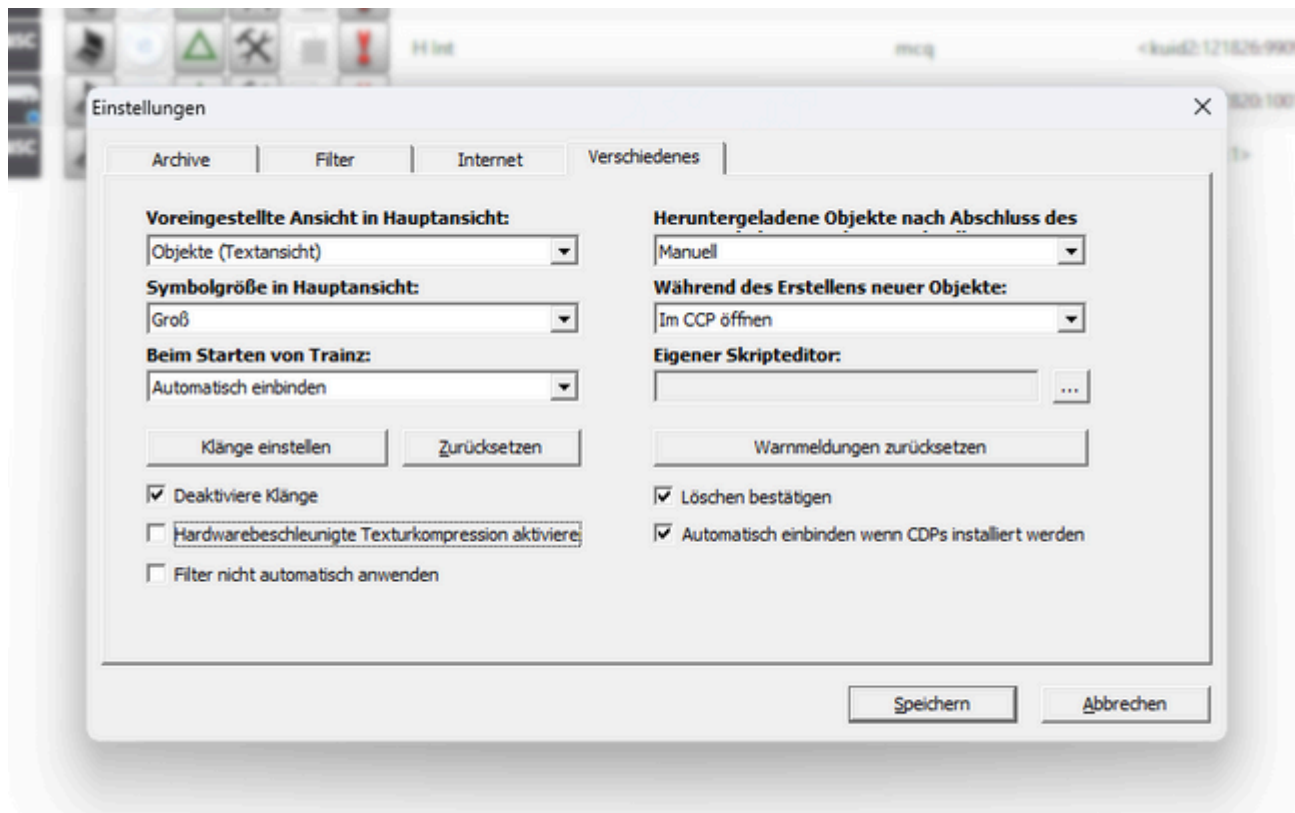 H Int mcq <kuid2:121826:990
Einstellungen
Archive Filter Internet Verschiedenes
Voreingestellte Ansicht in Hauptansicht:
Objekte (Textansicht)
Symbolgröße in Hauptansicht:
Groß
Beim Starten von Trainz:
Automatisch einbinden
Klänge einstellen Zurücksetzen
Deaktiviere Klänge
Hardwarebeschleunigte Texturkompression aktiviere
Filter nicht automatisch anwenden
Heruntergeladene Objekte nach Abschluss des
Manuell
Während des Erstellens neuer Objekte:
Im CCP öffnen
Eigener Skripteditor:
...
Warnmeldungen zurücksetzen
Löschen bestätigen
Automatisch einbinden wenn CDPs installiert werden
Speichern Abbrechen